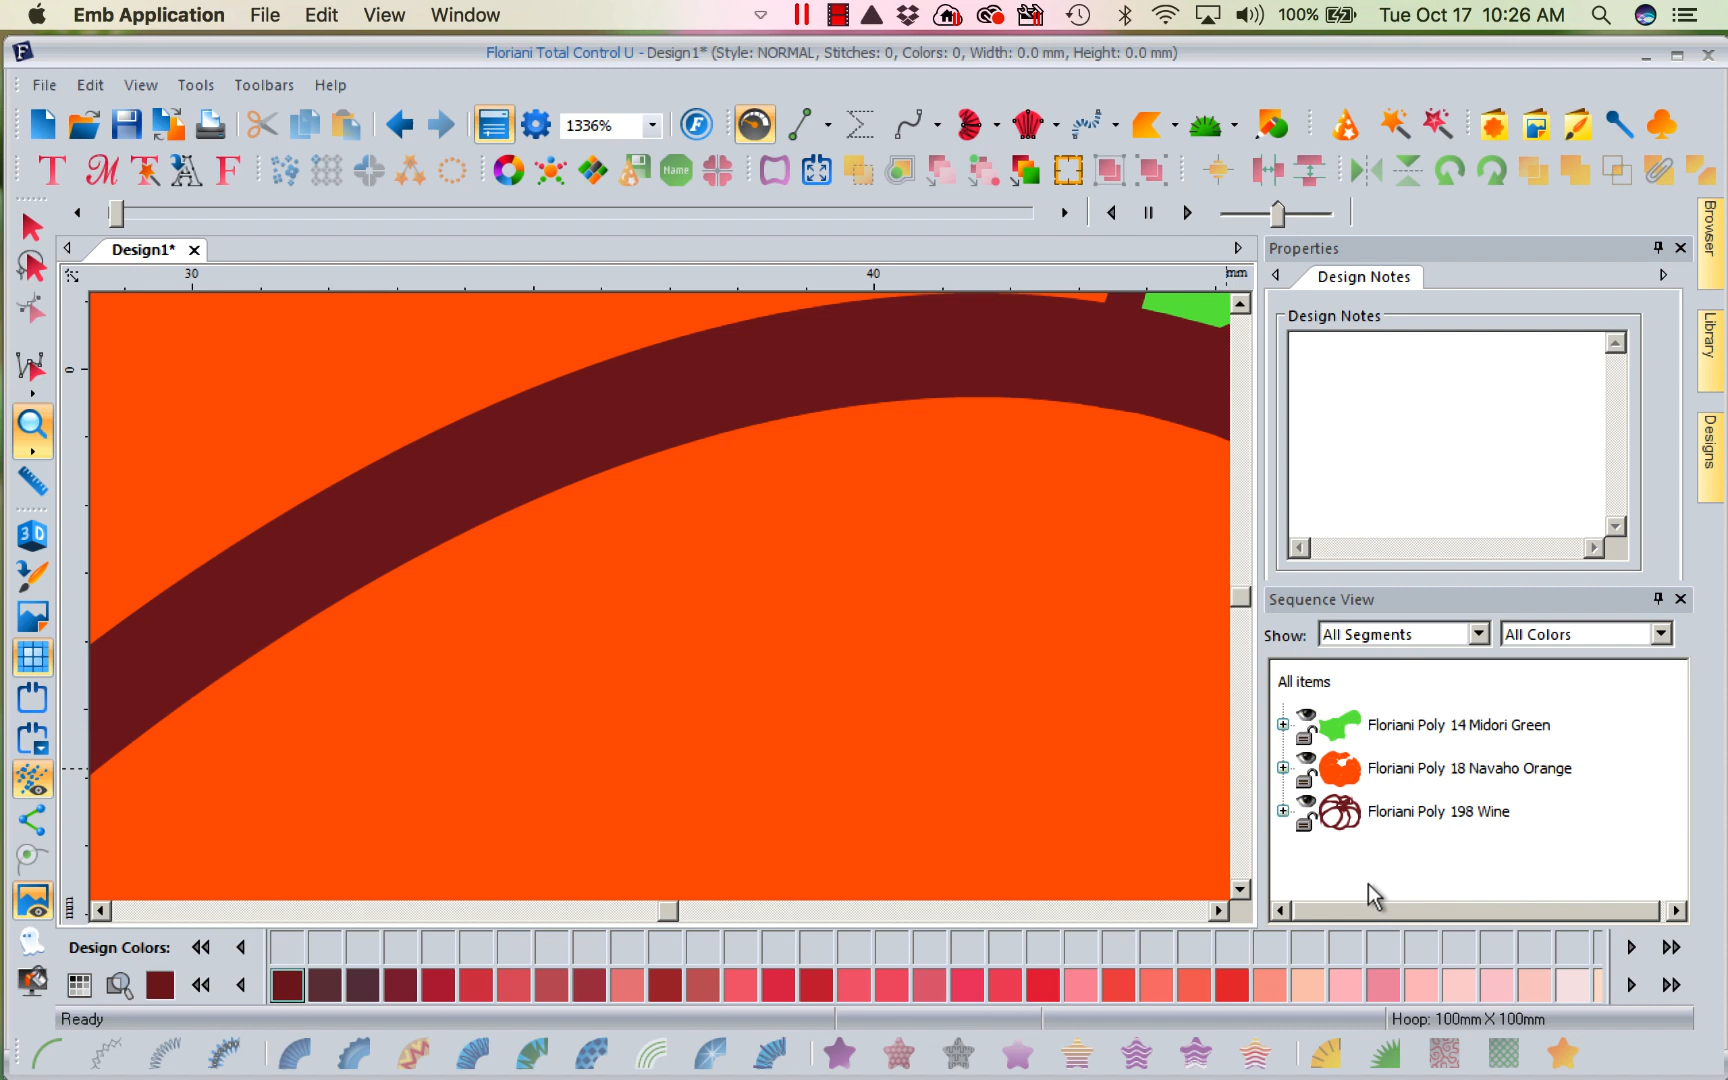 Emb Application File Edit View Window 100% Tue Oct 17 10:26 AM
F Floriani Total Control U - Design1* (Style: NORMAL, Stitches: 0, Colors: 0, Width: 0.0 mm, Height: 0.0 mm)
File Edit View Tools Toolbars Help
1336%
Name
Design1*
30 40 mm
0
mm
Properties
Design Notes
Design Notes
Browser
Library
Designs
3D
Sequence View
Show: All Segments All Colors
All items
Floriani Poly 14 Midori Green
Floriani Poly 18 Navaho Orange
Floriani Poly 198 Wine
Design Colors:
Ready Hoop: 100mm X 100mm